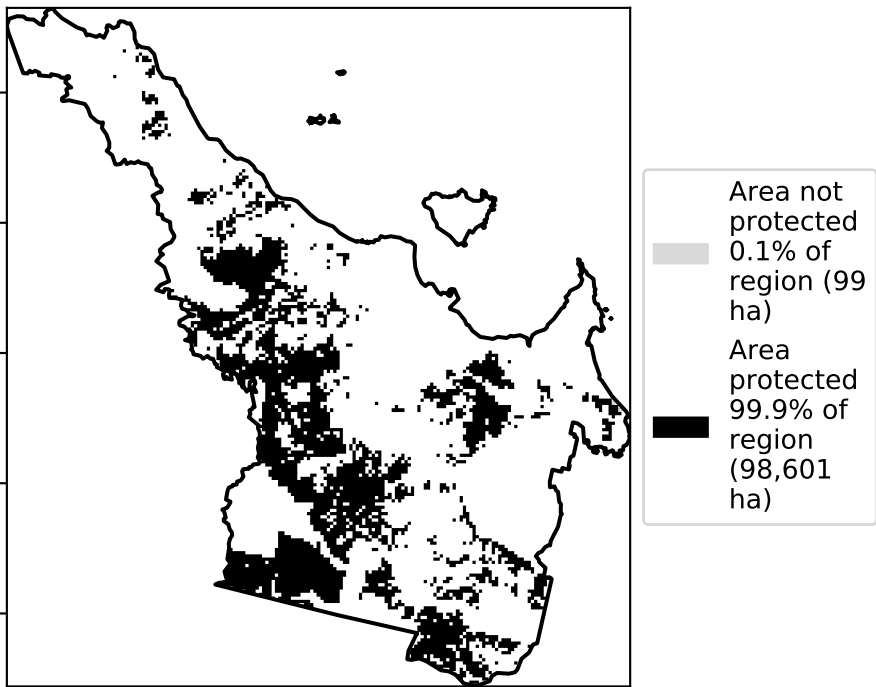 Area not
protected
0.1% of
region (99
ha)
Area
protected
99.9% of
region
(98,601
ha)